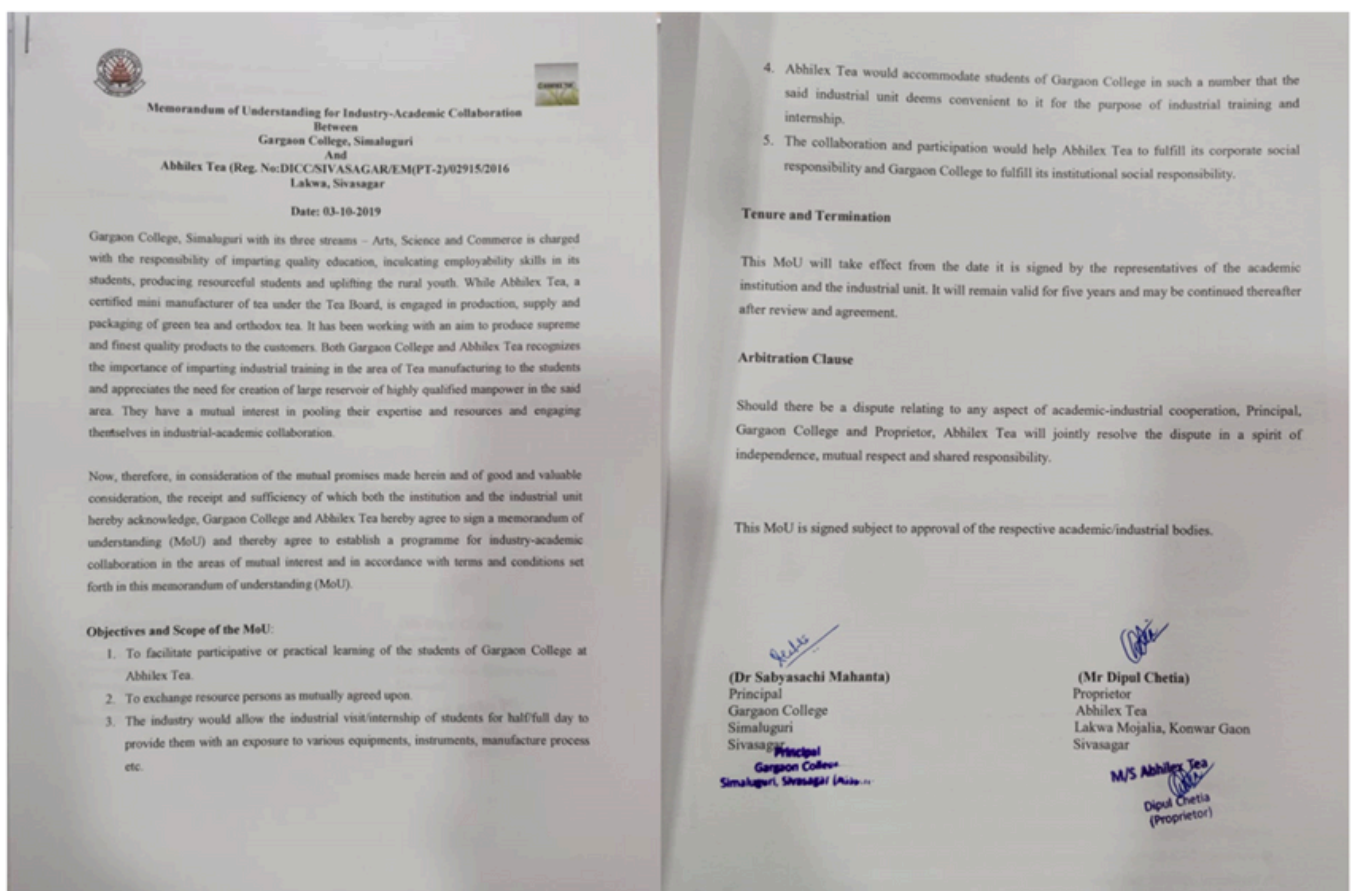 Memorandum of Understanding for Industry-Academic Collaboration
Between
Gargaon College, Simaluguri
And
Abhilex Tea (Reg. No:DICC/SIVASAGAR/EM(PT-2)/02915/2016
Lakwa, Sivasagar
Date: 03-10-2019
Gargaon College, Simaluguri with its three streams – Arts, Science and Commerce is charged
with the responsibility of imparting quality education, inculcating employability skills in its
students, producing resourceful students and uplifting the rural youth. While Abhilex Tea, a
certified mini manufacturer of tea under the Tea Board, is engaged in production, supply and
packaging of green tea and orthodox tea. It has been working with an aim to produce supreme
and finest quality products to the customers. Both Gargaon College and Abhilex Tea recognizes
the importance of imparting industrial training in the area of Tea manufacturing to the students
and appreciates the need for creation of large reservoir of highly qualified manpower in the said
area. They have a mutual interest in pooling their expertise and resources and engaging
themselves in industrial-academic collaboration.
Now, therefore, in consideration of the mutual promises made herein and of good and valuable
consideration, the receipt and sufficiency of which both the institution and the industrial unit
hereby acknowledge, Gargaon College and Abhilex Tea hereby agree to sign a memorandum of
understanding (MoU) and thereby agree to establish a programme for industry-academic
collaboration in the areas of mutual interest and in accordance with terms and conditions set
forth in this memorandum of understanding (MoU).
Objectives and Scope of the MoU:
1. To facilitate participative or practical learning of the students of Gargaon College at
Abhilex Tea.
2. To exchange resource persons as mutually agreed upon.
3. The industry would allow the industrial visit/internship of students for half/full day to
provide them with an exposure to various equipments, instruments, manufacture process
etc.
4. Abhilex Tea would accommodate students of Gargaon College in such a number that the
said industrial unit deems convenient to it for the purpose of industrial training and
internship.
5. The collaboration and participation would help Abhilex Tea to fulfill its corporate social
responsibility and Gargaon College to fulfill its institutional social responsibility.
Tenure and Termination
This MoU will take effect from the date it is signed by the representatives of the academic
institution and the industrial unit. It will remain valid for five years and may be continued thereafter
after review and agreement.
Arbitration Clause
Should there be a dispute relating to any aspect of academic-industrial cooperation, Principal,
Gargaon College and Proprietor, Abhilex Tea will jointly resolve the dispute in a spirit of
independence, mutual respect and shared responsibility.
This MoU is signed subject to approval of the respective academic/industrial bodies.
(Dr Sabyasachi Mahanta)
Principal
Gargaon College
Simaluguri
Sivasagar
Principal
Gargaon College
Simaluguri, Sivasagar
(Mr Dipul Chetia)
Proprietor
Abhilex Tea
Lakwa Mojalia, Konwar Gaon
Sivasagar
M/S Abhilex Tea
Dipul Chetia
(Proprietor)